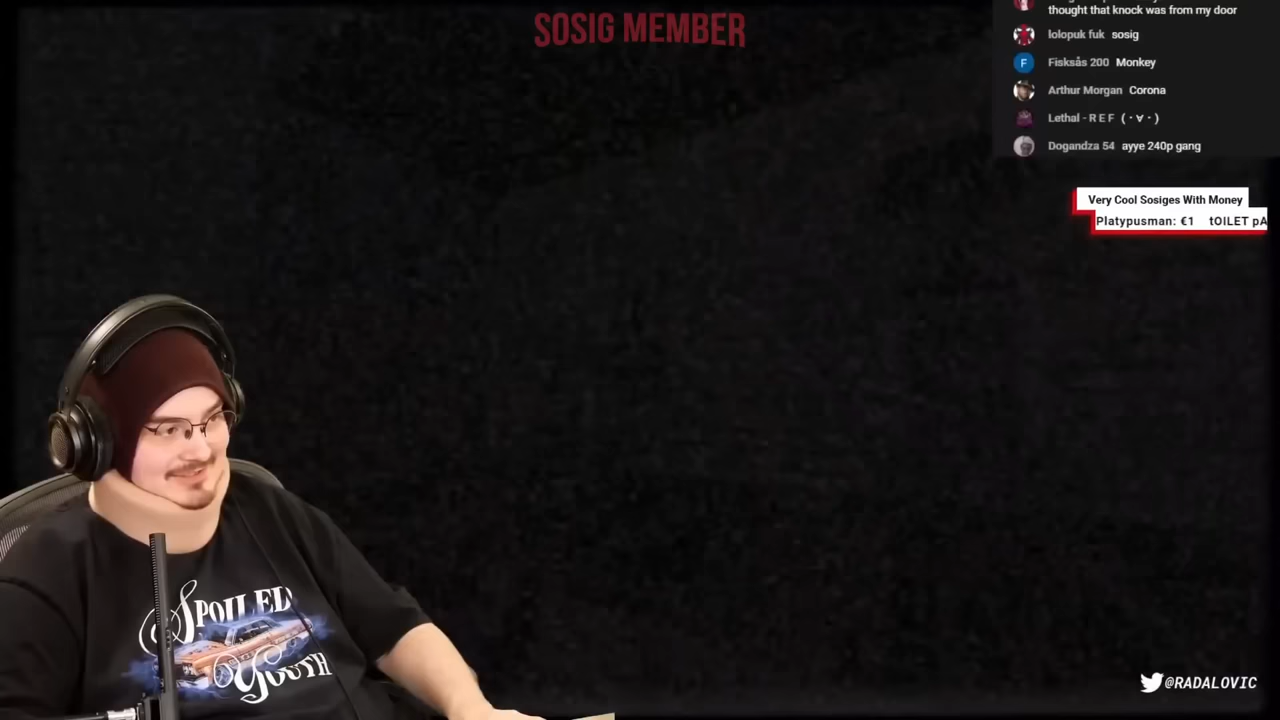 SOSIG MEMBER
thought that knock was from my door
lolopuk fuk sosig
Fisksås 200 Monkey
Arthur Morgan Corona
Lethal - R E F ( ･ ∀ ･ )
Dogandza 54 ayye 240p gang
F
Very Cool Sosiges With Money
Platypusman: €1 tOILET pA
SPOILED
YOUTH
@RADALOVIC